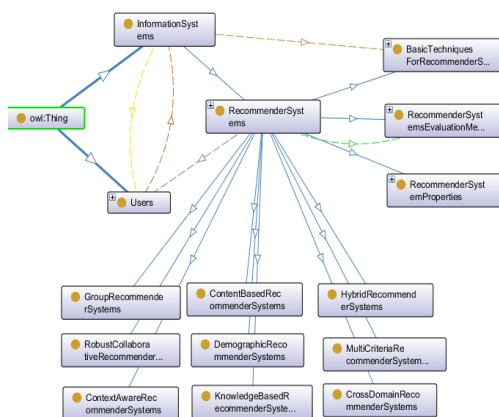 InformationSyst
ems
BasicTechniques
ForRecommenderS...
owl:Thing
RecommenderSyst
ems
RecommenderSyst
emsEvaluationMe...
Users
RecommenderSyst
emProperties
GroupRecommende
rSystems
ContentBasedRec
ommenderSystems
HybridRecommend
erSystems
RobustCollabora
tiveRecommender...
DemographicReco
mmenderSystems
MultiCriteriaRe
commenderSystem...
ContextAwareRec
ommenderSystems
KnowledgeBasedR
ecommenderSyste...
CrossDomainReco
mmenderSystems